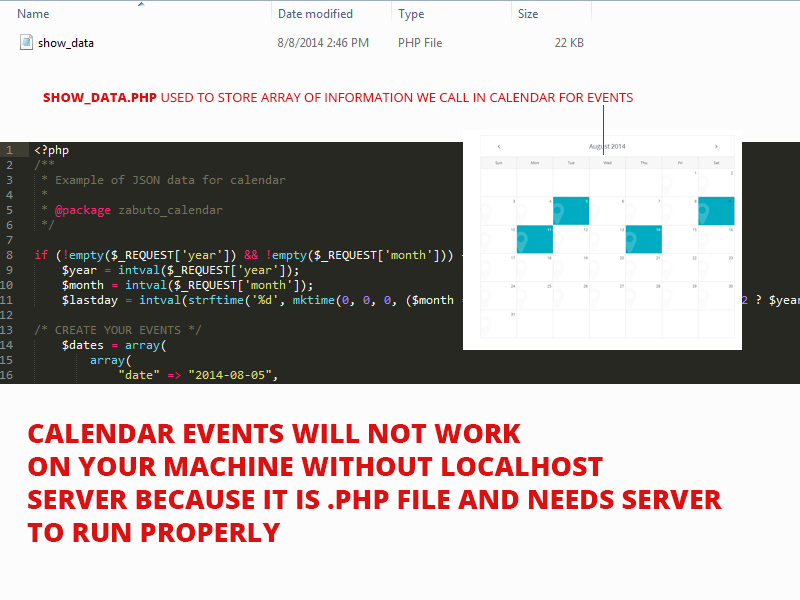 Name Date modified Type Size
show_data 8/8/2014 2:46 PM PHP File 22 KB
SHOW_DATA.PHP USED TO STORE ARRAY OF INFORMATION WE CALL IN CALENDAR FOR EVENTS
August 2014
Sun Mon Tue Wed Thu Fri Sat
1 2
3 4 5 6 7 8 9
10 11 12 13 14 15 16
17 18 19 20 21 22 23
24 25 26 27 28 29 30
31
1 <?php
2 /**
3 * Example of JSON data for calendar
4 *
5 * @package zabuto_calendar
6 */
7
8 if (!empty($_REQUEST['year']) && !empty($_REQUEST['month'])) {
9 $year = intval($_REQUEST['year']);
10 $month = intval($_REQUEST['month']);
11 $lastday = intval(strftime('%d', mktime(0, 0, 0, ($month = 2 ? $year
12
13 /* CREATE YOUR EVENTS */
14 $dates = array(
15 array(
16 "date" => "2014-08-05",
CALENDAR EVENTS WILL NOT WORK
ON YOUR MACHINE WITHOUT LOCALHOST
SERVER BECAUSE IT IS .PHP FILE AND NEEDS SERVER
TO RUN PROPERLY